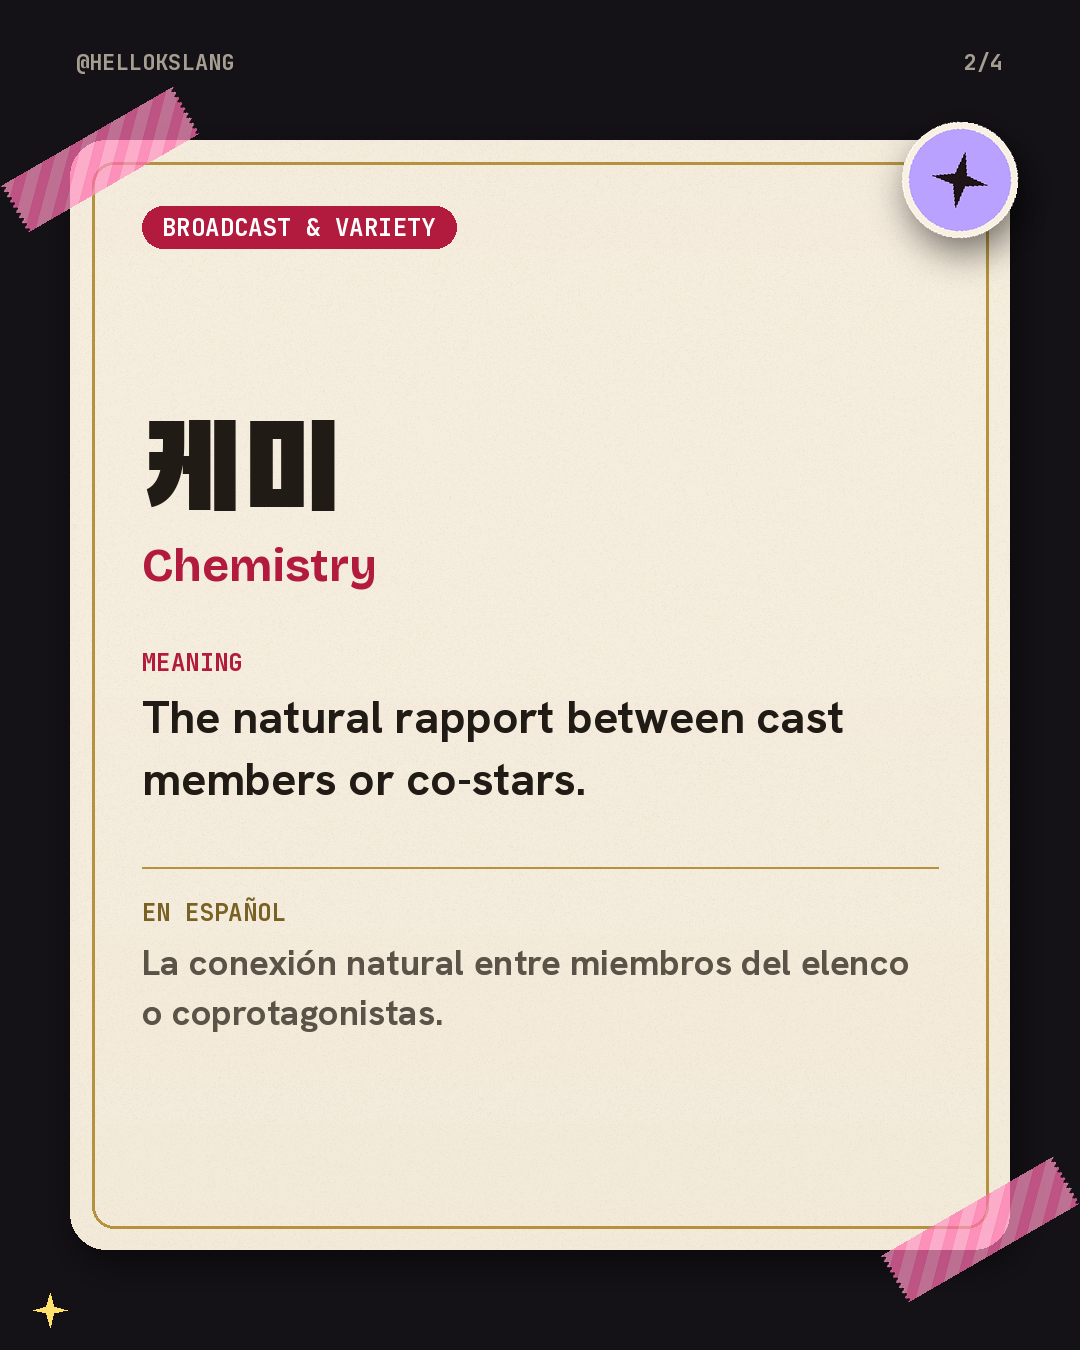 @HELLOKSLANG
2/4
BROADCAST & VARIETY
케미
Chemistry
MEANING
The natural rapport between cast
members or co-stars.
EN ESPAÑOL
La conexión natural entre miembros del elenco
o coprotagonistas.